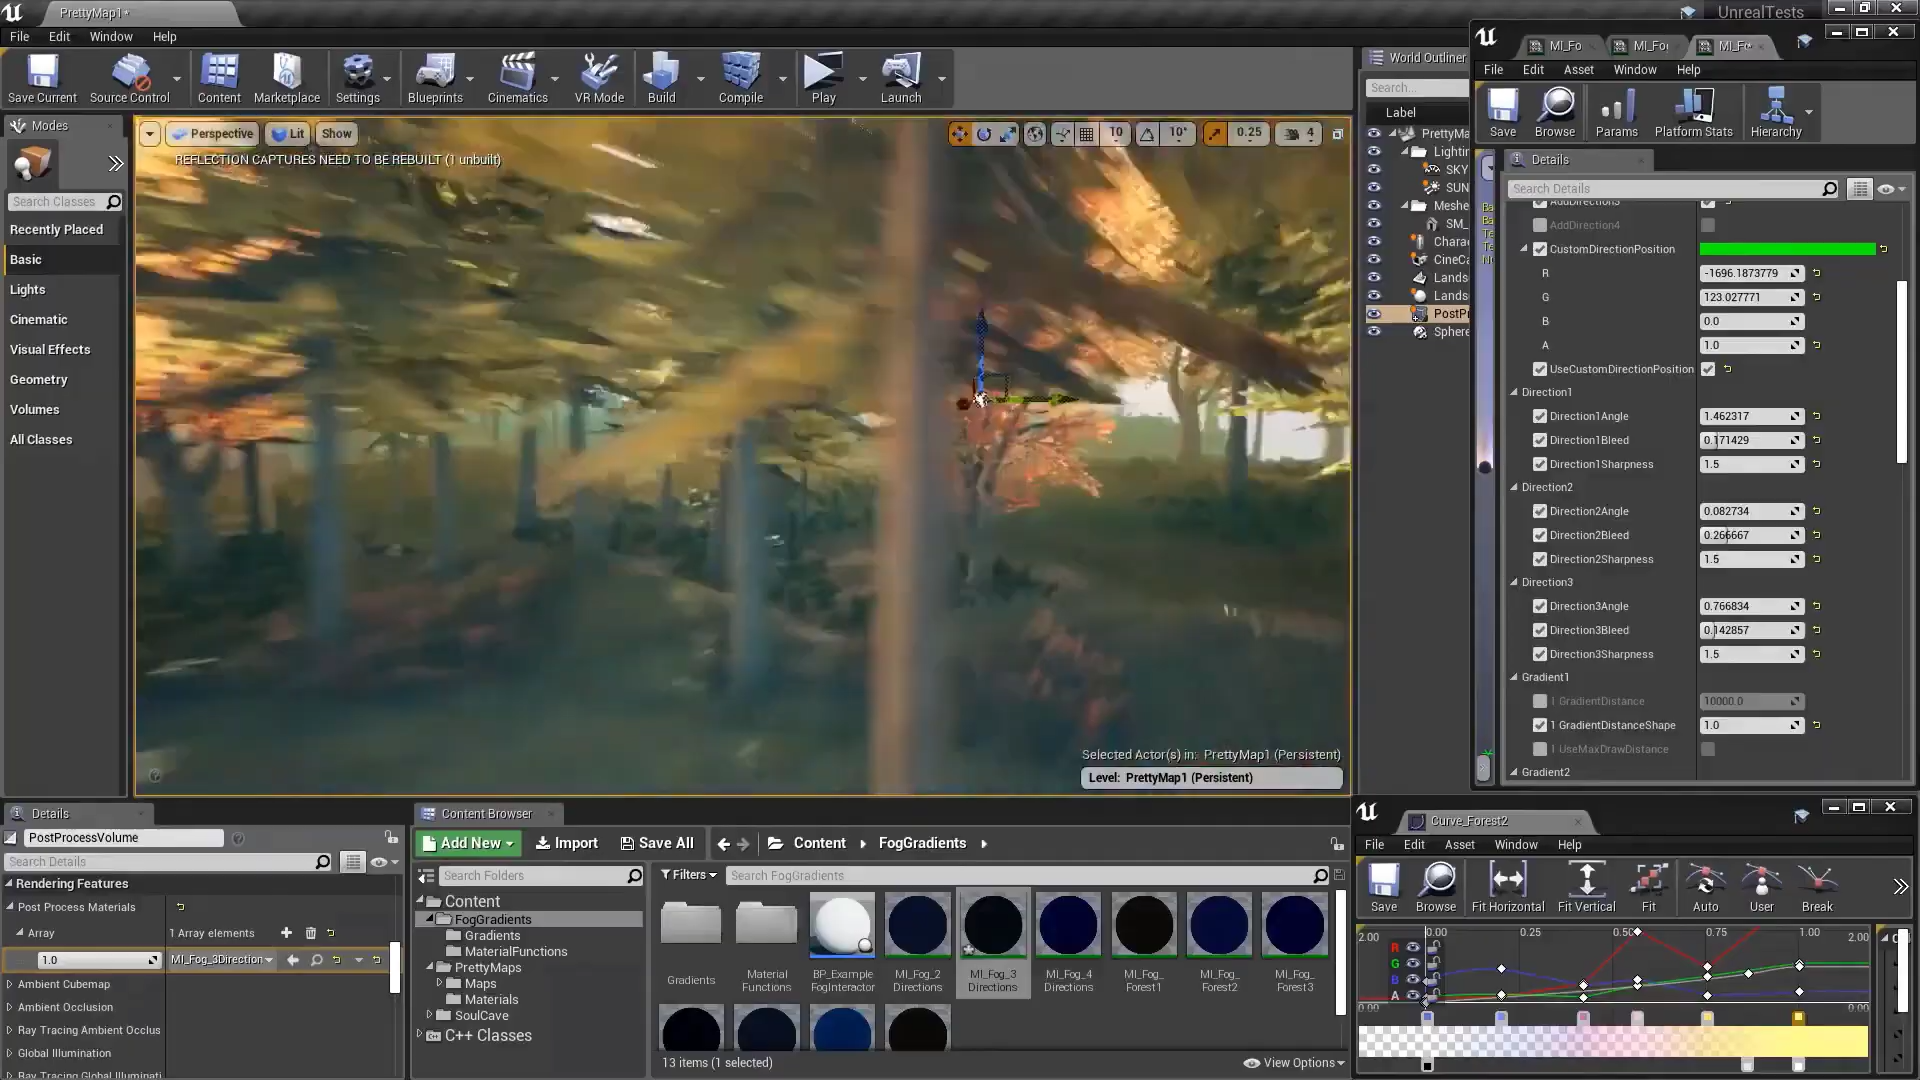 PrettyMap1*
UnrealTests
File Edit Window Help
Save Current
Source Control
Content
Marketplace
Settings
Blueprints
Cinematics
VR Mode
Build
Compile
Play
Launch
Modes
Search Classes
Recently Placed
Basic
Lights
Cinematic
Visual Effects
Geometry
Volumes
All Classes
Perspective
Lit
Show
10
10°
0.25
4
REFLECTION CAPTURES NEED TO BE REBUILT (1 unbuilt)
Selected Actor(s) in: PrettyMap1 (Persistent)
Level: PrettyMap1 (Persistent)
World Outliner
Search...
Label
PrettyMa
Lightin
SKY
SUN
Meshe
SM_
Charac
CineCa
Lands
Lands
PostPr
Sphere
MI_Fo
MI_Fo
MI_F
File Edit Asset Window Help
Save
Browse
Params
Platform Stats
Hierarchy
Details
Search Details
AddDirection3
AddDirection4
CustomDirectionPosition
R -1696.1873779
G 123.027771
B 0.0
A 1.0
UseCustomDirectionPosition
Direction1
Direction1Angle 1.462317
Direction1Bleed 0.171429
Direction1Sharpness 1.5
Direction2
Direction2Angle 0.082734
Direction2Bleed 0.266667
Direction2Sharpness 1.5
Direction3
Direction3Angle 0.766834
Direction3Bleed 0.142857
Direction3Sharpness 1.5
Gradient1
1 GradientDistance 10000.0
1 GradientDistanceShape 1.0
1 UseMaxDrawDistance
Gradient2
Details
PostProcessVolume
Search Details
Rendering Features
Post Process Materials
Array 1 Array elements
1.0 MI_Fog_3Direction
Ambient Cubemap
Ambient Occlusion
Ray Tracing Ambient Occlus
Global Illumination
Ray Tracing Global Illuminati
Content Browser
Add New
Import
Save All
Content
FogGradients
Search Folders
Content
FogGradients
Gradients
MaterialFunctions
PrettyMaps
Maps
Materials
SoulCave
C++ Classes
Filters
Search FogGradients
Gradients
Material Functions
BP_Example FogInteractor
MI_Fog_2 Directions
MI_Fog_3 Directions
MI_Fog_4 Directions
MI_Fog_ Forest1
MI_Fog_ Forest2
MI_Fog_ Forest3
13 items (1 selected)
View Options
Curve_Forest2
File Edit Asset Window Help
Save
Browse
Fit Horizontal
Fit Vertical
Fit
Auto
User
Break
2.00 0.00 0.25 0.50 0.75 1.00 2.00
R
G
B
A
0.00 0.00